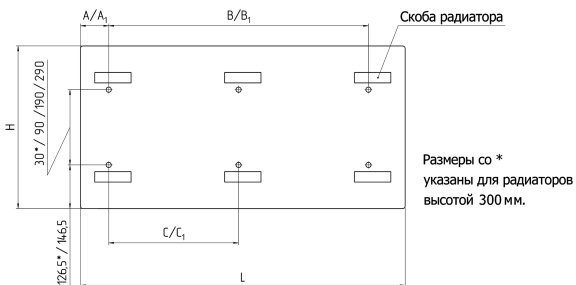 A/A₁
B/B₁
Скоба радиатора
H
30*/ 90 /190/290
Размеры со *
указаны для радиаторов
высотой 300 мм.
C/C₁
126,5*/ 146,5
L